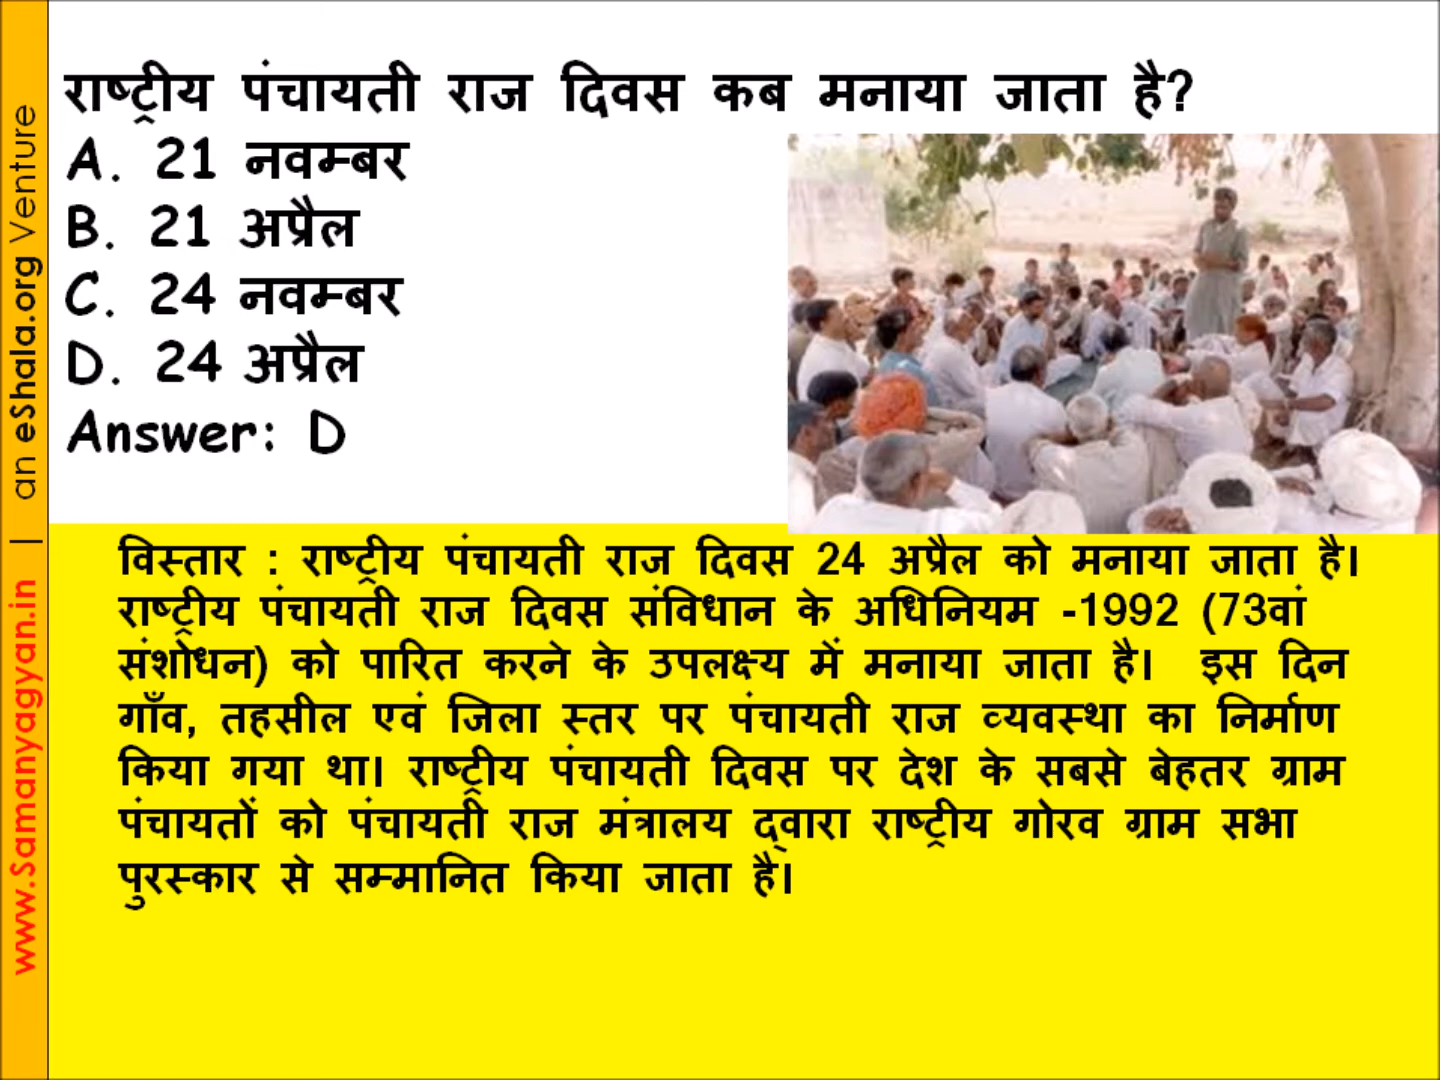 राष्ट्रीय पंचायती राज दिवस कब मनाया जाता है?
A. 21 नवम्बर
B. 21 अप्रैल
C. 24 नवम्बर
D. 24 अप्रैल
Answer: D
विस्तार : राष्ट्रीय पंचायती राज दिवस 24 अप्रैल को मनाया जाता है।
राष्ट्रीय पंचायती राज दिवस संविधान के अधिनियम -1992 (73वां
संशोधन) को पारित करने के उपलक्ष्य में मनाया जाता है। इस दिन
गाँव, तहसील एवं जिला स्तर पर पंचायती राज व्यवस्था का निर्माण
किया गया था। राष्ट्रीय पंचायती दिवस पर देश के सबसे बेहतर ग्राम
पंचायतों को पंचायती राज मंत्रालय द्वारा राष्ट्रीय गोरव ग्राम सभा
पुरस्कार से सम्मानित किया जाता है।
www.Samanyagyan.in | an eShala.org Venture